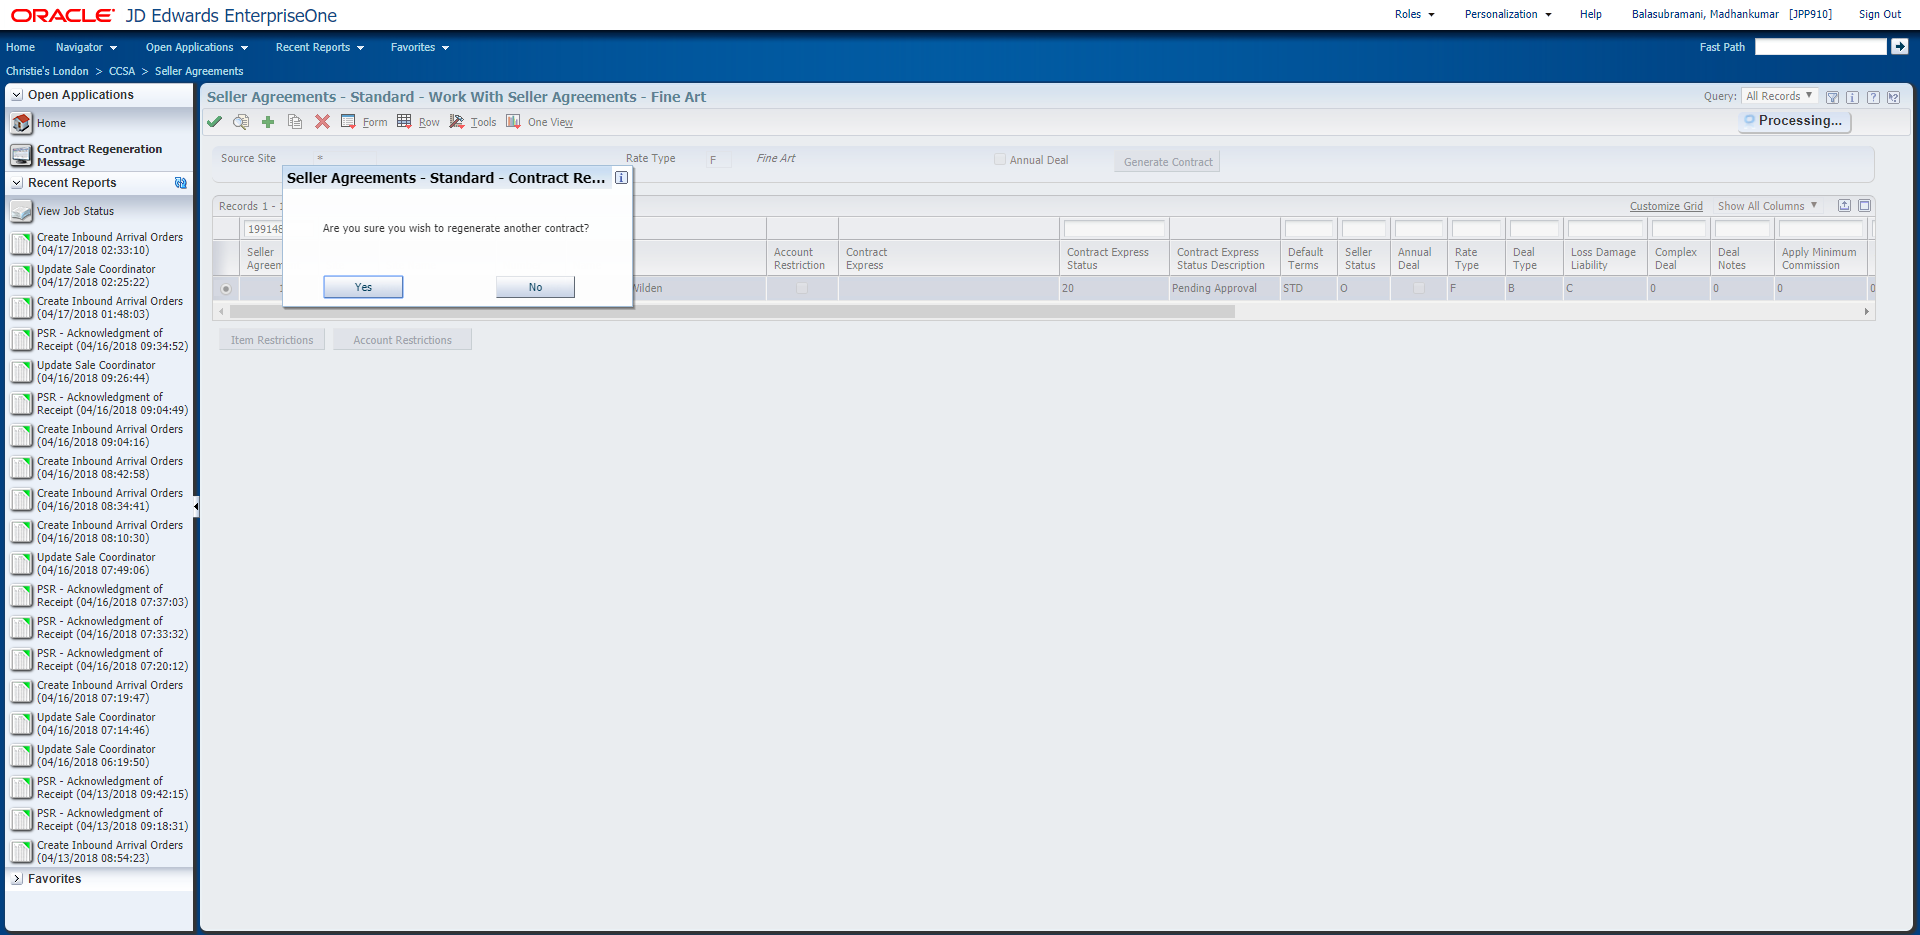 ORACLE JD Edwards EnterpriseOne
Roles Personalization Help Balasubramani, Madhankumar [JPP910] Sign Out
Home Navigator Open Applications Recent Reports Favorites Fast Path
Christie's London > CCSA > Seller Agreements
Open Applications
Home
Contract Regeneration
Message
Recent Reports
View Job Status
Create Inbound Arrival Orders
(04/17/2018 02:33:10)
Update Sale Coordinator
(04/17/2018 02:25:22)
Create Inbound Arrival Orders
(04/17/2018 01:48:03)
PSR - Acknowledgment of
Receipt (04/16/2018 09:34:52)
Update Sale Coordinator
(04/16/2018 09:26:44)
PSR - Acknowledgment of
Receipt (04/16/2018 09:04:49)
Create Inbound Arrival Orders
(04/16/2018 09:04:16)
Create Inbound Arrival Orders
(04/16/2018 08:42:58)
Create Inbound Arrival Orders
(04/16/2018 08:34:41)
Create Inbound Arrival Orders
(04/16/2018 08:10:30)
Update Sale Coordinator
(04/16/2018 07:49:06)
PSR - Acknowledgment of
Receipt (04/16/2018 07:37:03)
PSR - Acknowledgment of
Receipt (04/16/2018 07:33:32)
PSR - Acknowledgment of
Receipt (04/16/2018 07:20:12)
Create Inbound Arrival Orders
(04/16/2018 07:19:47)
Update Sale Coordinator
(04/16/2018 07:14:46)
Update Sale Coordinator
(04/16/2018 06:19:50)
PSR - Acknowledgment of
Receipt (04/13/2018 09:42:15)
PSR - Acknowledgment of
Receipt (04/13/2018 09:18:31)
Create Inbound Arrival Orders
(04/13/2018 08:54:23)
Favorites
Seller Agreements - Standard - Work With Seller Agreements - Fine Art
Query: All Records
Form Row Tools One View
Processing...
Source Site * Rate Type F Fine Art Annual Deal Generate Contract
Seller Agreements - Standard - Contract Re...
Are you sure you wish to regenerate another contract?
Yes No
Records 1 - Customize Grid Show All Columns
199148
Seller Account Contract Contract Express Contract Express Default Seller Annual Rate Deal Loss Damage Complex Deal Apply Minimum
Agreem Restriction Express Status Status Description Terms Status Deal Type Type Liability Deal Notes Commission
Wilden 20 Pending Approval STD O F B C 0 0 0 0
Item Restrictions Account Restrictions